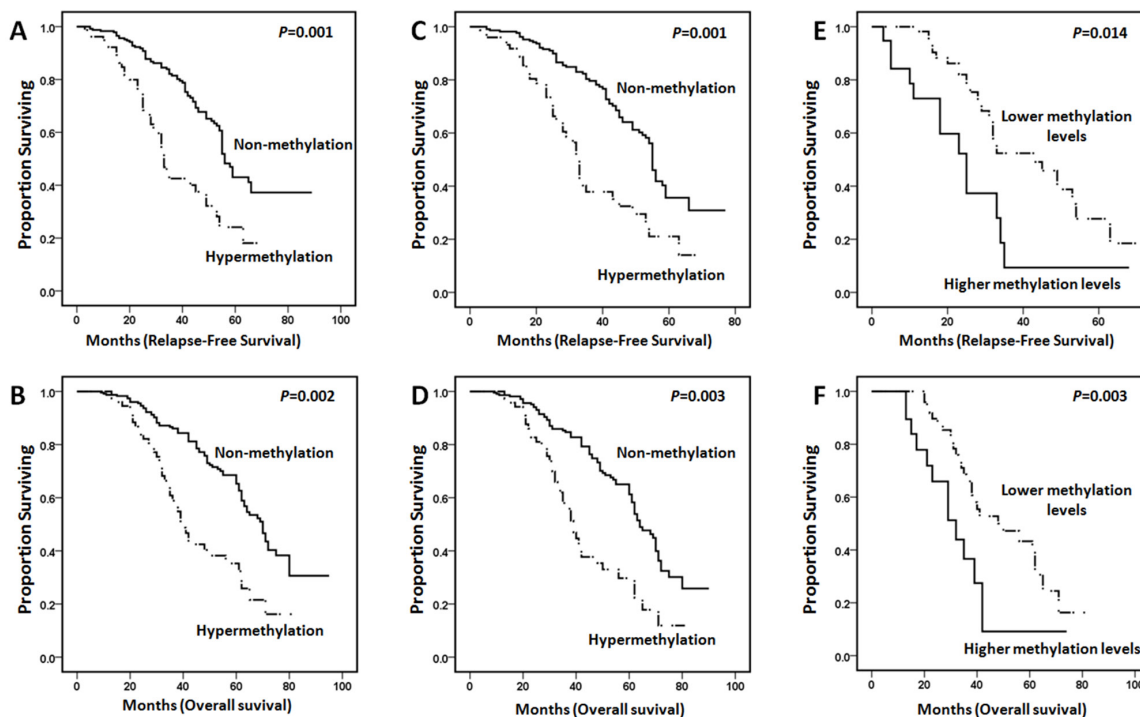 A
P=0.001
Proportion Surviving
1.0
0.8
0.6
0.4
0.2
0.0
Non-methylation
Hypermethylation
0 20 40 60 80 100
Months (Relapse-Free Survival)
C
P=0.001
Proportion Surviving
1.0
0.8
0.6
0.4
0.2
0.0
Non-methylation
Hypermethylation
0 20 40 60 80
Months (Relapse-Free Survival)
E
P=0.014
Proportion Surviving
1.0
0.8
0.6
0.4
0.2
0.0
Lower methylation
levels
Higher methylation levels
0 20 40 60
Months (Relapse-Free Survival)
B
P=0.002
Proportion Surviving
1.0
0.8
0.6
0.4
0.2
0.0
Non-methylation
Hypermethylation
0 20 40 60 80 100
Months (Overall suvival)
D
P=0.003
Proportion Surviving
1.0
0.8
0.6
0.4
0.2
0.0
Non-methylation
Hypermethylation
0 20 40 60 80 100
Months (Overall suvival)
F
P=0.003
Proportion Surviving
1.0
0.8
0.6
0.4
0.2
0.0
Lower methylation
levels
Higher methylation levels
0 20 40 60 80 100
Months (Overall suvival)